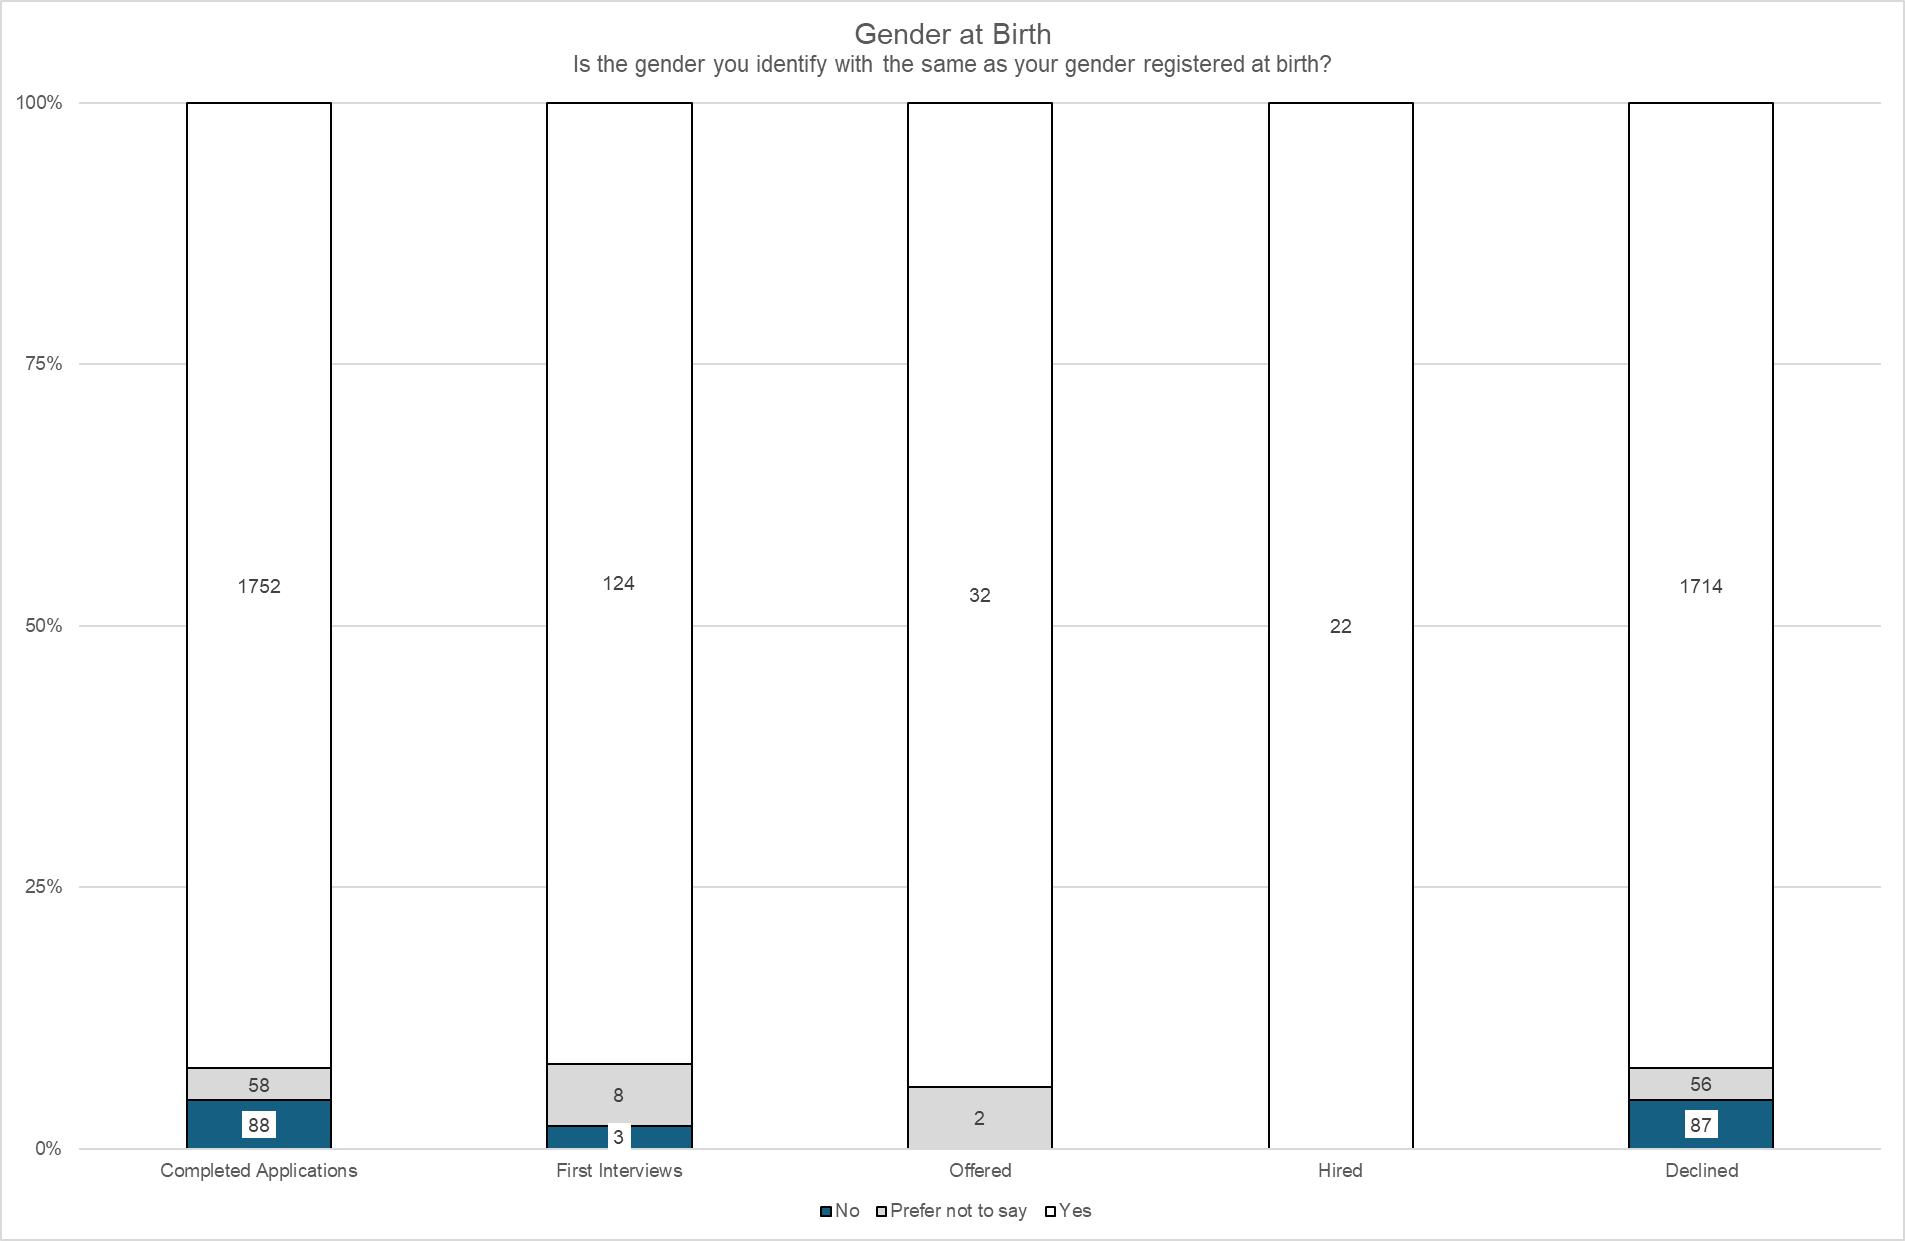 Gender at Birth
Is the gender you identify with the same as your gender registered at birth?
100%
75%
50%
25%
0%
1752
124
32
22
1714
58
8
2
56
88
3
87
Completed Applications
First Interviews
Offered
Hired
Declined
No
Prefer not to say
Yes